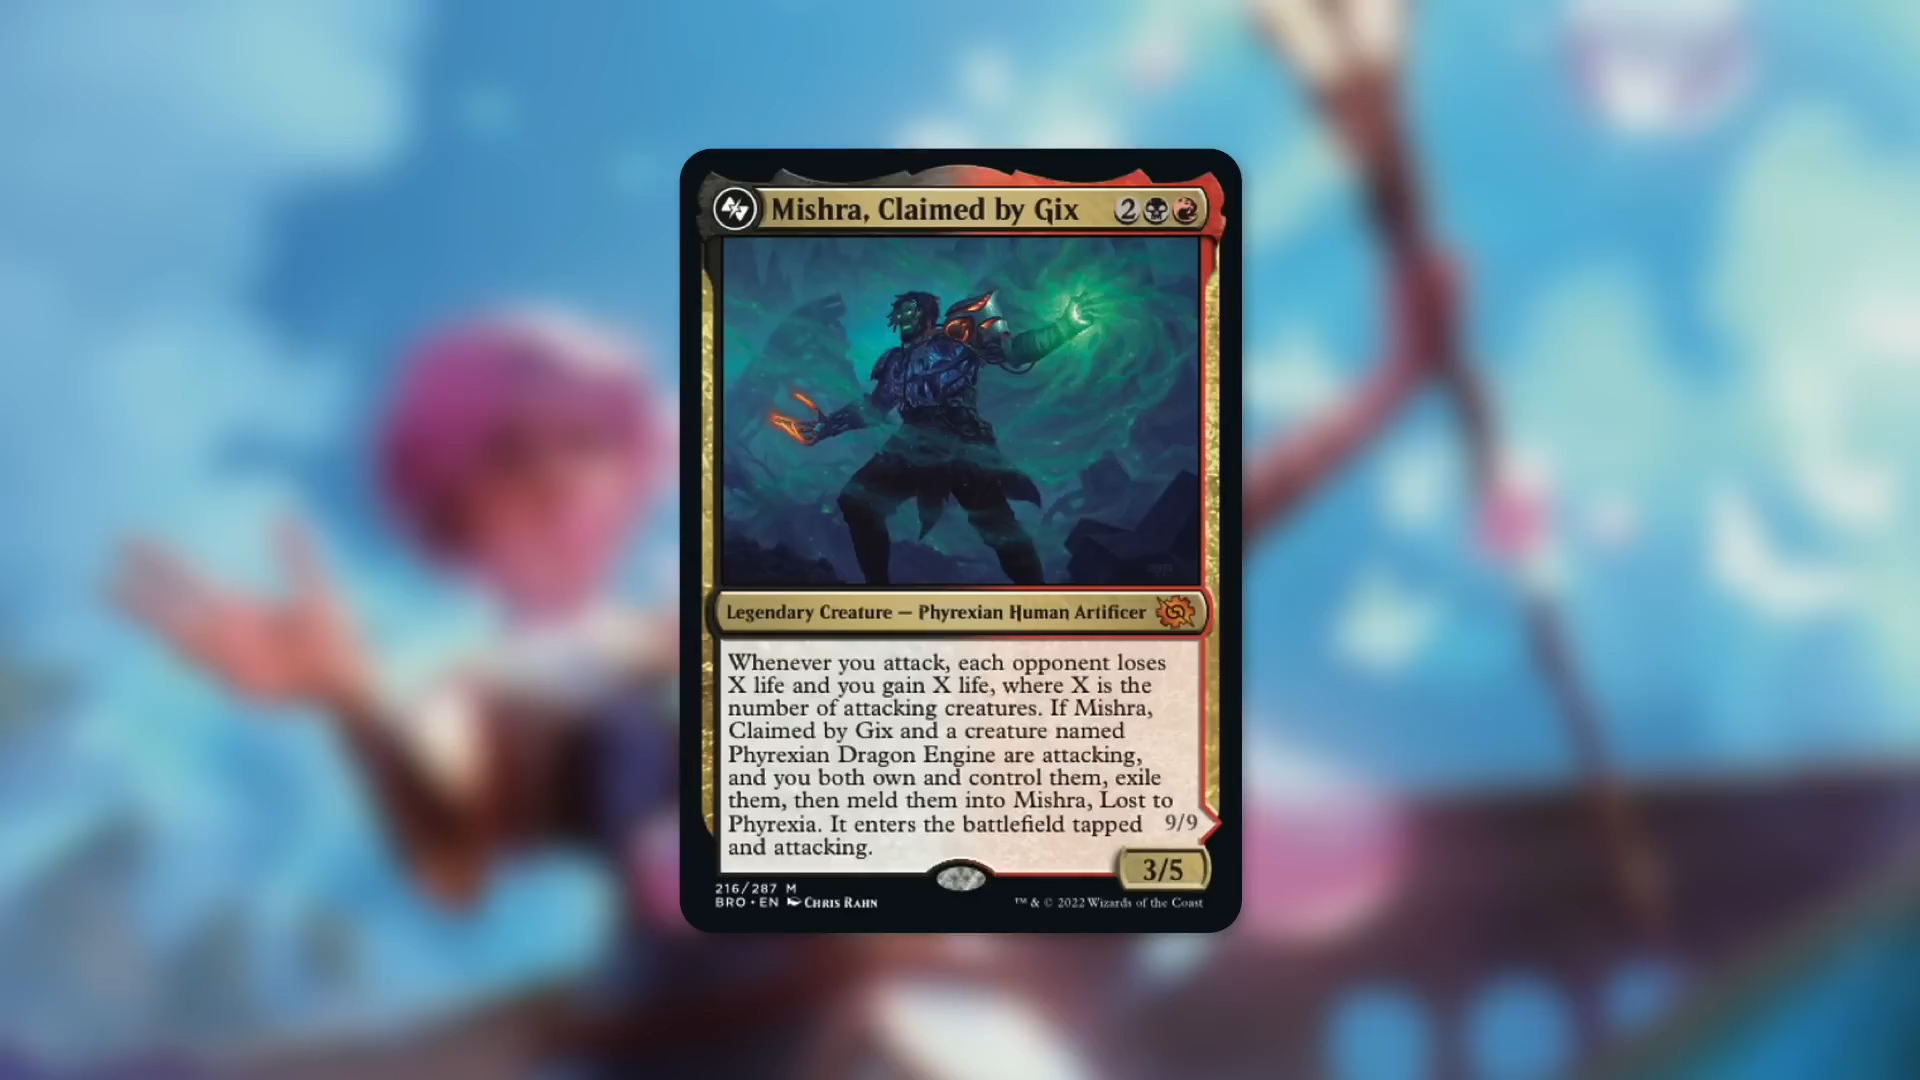 Mishra, Claimed by Gix 2
Legendary Creature — Phyrexian Human Artificer
Whenever you attack, each opponent loses
X life and you gain X life, where X is the
number of attacking creatures. If Mishra,
Claimed by Gix and a creature named
Phyrexian Dragon Engine are attacking,
and you both own and control them, exile
them, then meld them into Mishra, Lost to
Phyrexia. It enters the battlefield tapped
and attacking.
9/9
3/5
216/287 M
BRO • EN Chris Rahn
™ & © 2022 Wizards of the Coast